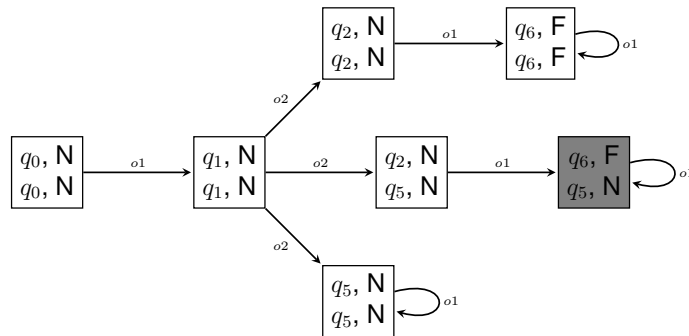 q2, N
q2, N
o1
q6, F
q6, F
o1
o2
q0, N
q0, N
o1
q1, N
q1, N
o2
q2, N
q5, N
o1
q6, F
q5, N
o1
o2
q5, N
q5, N
o1